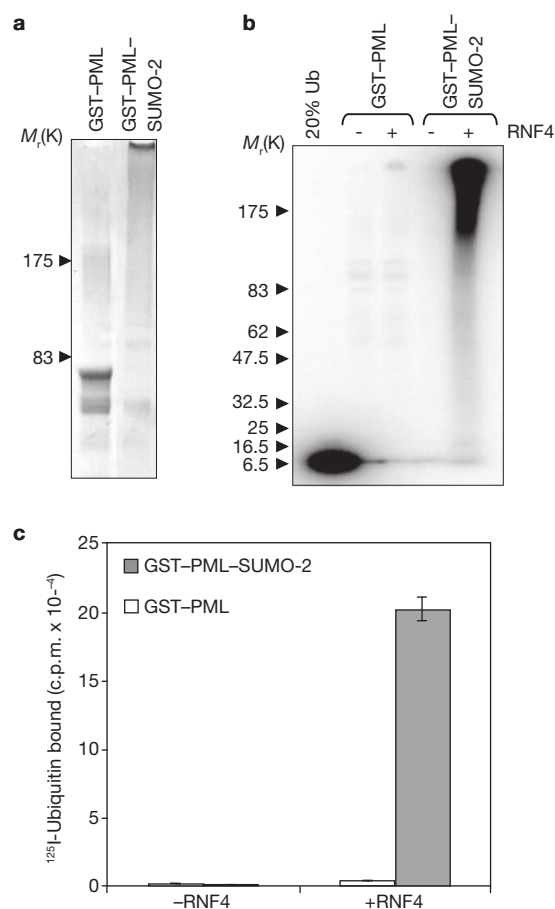 a
GST–PML
GST–PML–
SUMO-2
Mr(K)
175
83
b
20% Ub
GST–PML
GST–PML–
SUMO-2
Mr(K)
- + - + RNF4
175
83
62
47.5
32.5
25
16.5
6.5
c
25
20
15
10
5
0
¹²⁵I-Ubiquitin bound (c.p.m. x 10⁻⁴)
GST–PML–SUMO-2
GST–PML
–RNF4 +RNF4